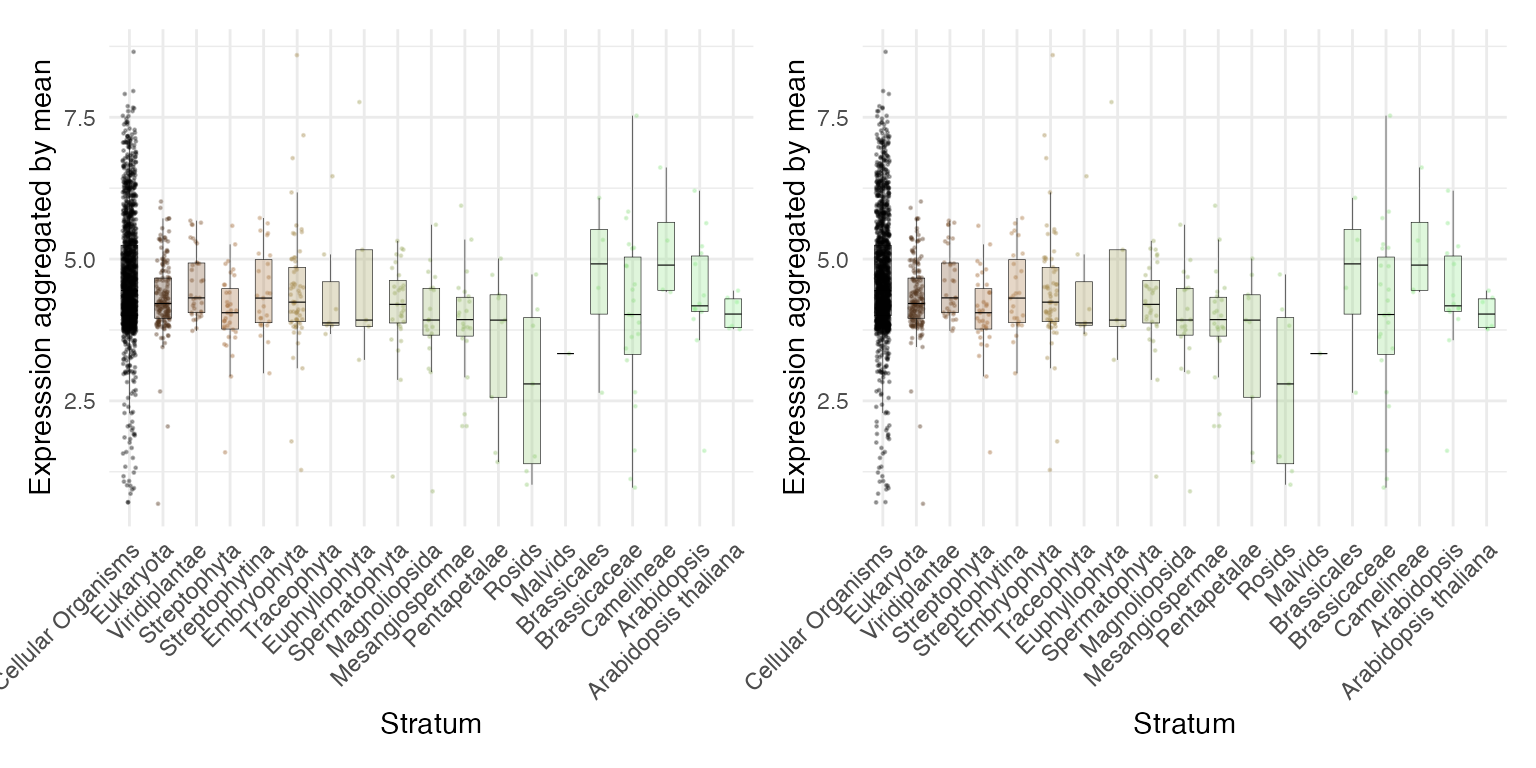 Expresssion aggregated by mean
7.5
5.0
2.5
Cellular Organisms
Eukaryota
Viridiplantae
Streptophyta
Streptophytina
Embryophyta
Traceophyta
Euphyllophyta
Spermatophyta
Magnoliopsida
Mesangiospermae
Pentapetalae
Rosids
Malvids
Brassicales
Brassicaceae
Camelineae
Arabidopsis
Arabidopsis thaliana
Stratum
Expresssion aggregated by mean
7.5
5.0
2.5
Cellular Organisms
Eukaryota
Viridiplantae
Streptophyta
Streptophytina
Embryophyta
Traceophyta
Euphyllophyta
Spermatophyta
Magnoliopsida
Mesangiospermae
Pentapetalae
Rosids
Malvids
Brassicales
Brassicaceae
Camelineae
Arabidopsis
Arabidopsis thaliana
Stratum